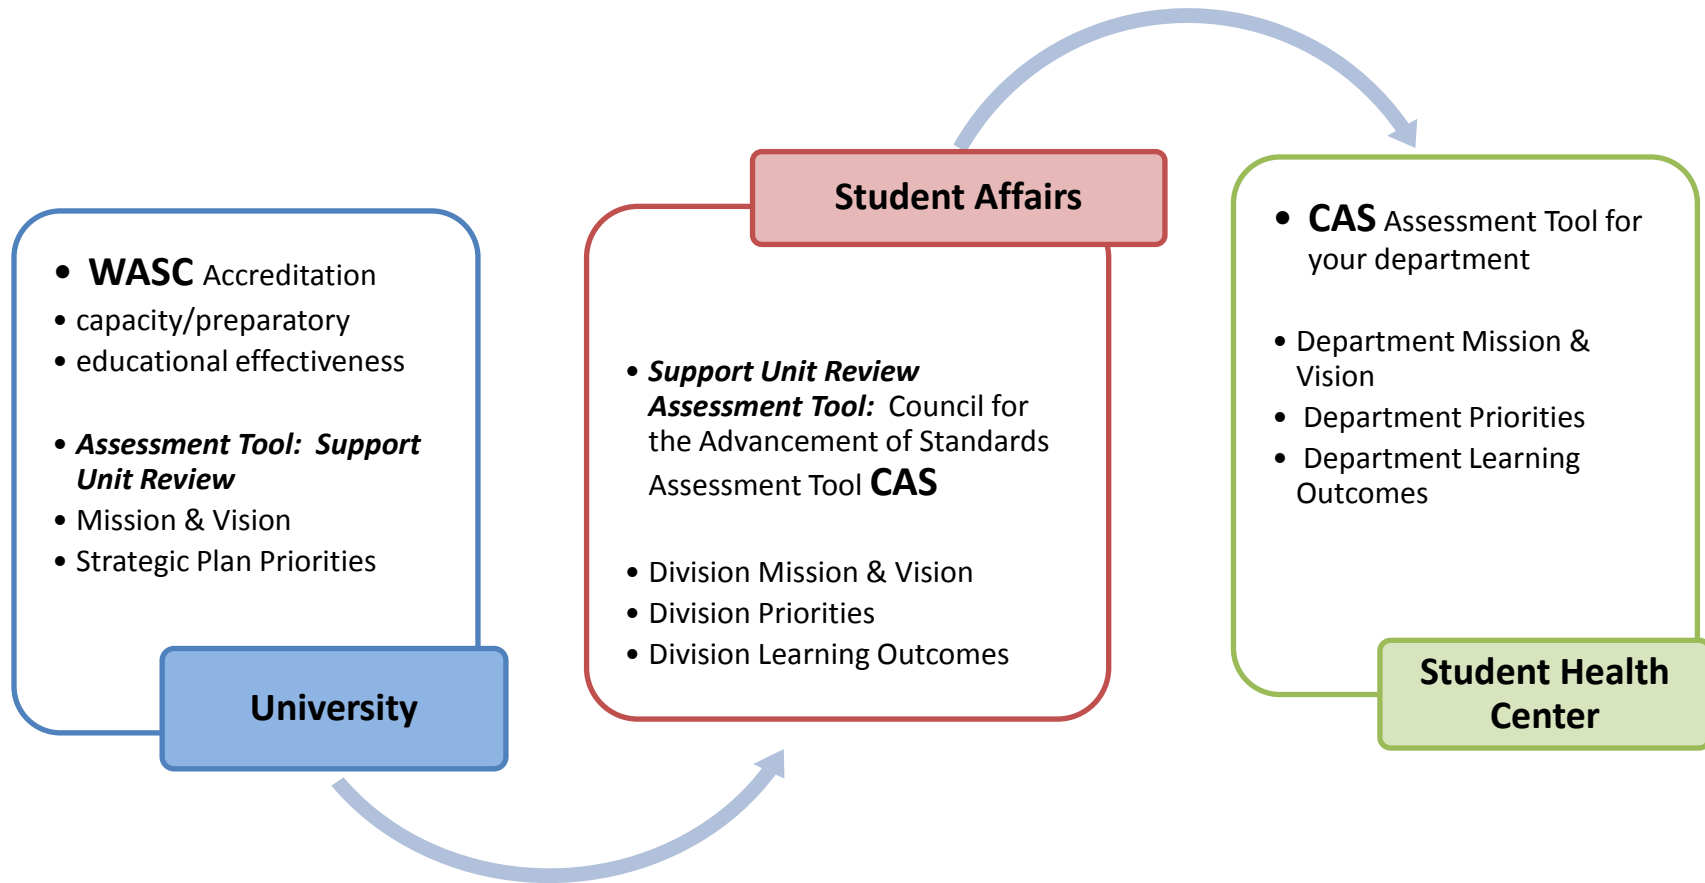 • WASC Accreditation
• capacity/preparatory
• educational effectiveness
• Assessment Tool:  Support
Unit Review
• Mission & Vision
• Strategic Plan Priorities
University
Student Affairs
• Support Unit Review
Assessment Tool:  Council for
the Advancement of Standards
Assessment Tool CAS
• Division Mission & Vision
• Division Priorities
• Division Learning Outcomes
• CAS Assessment Tool for
your department
• Department Mission &
Vision
• Department Priorities
• Department Learning
Outcomes
Student Health
Center